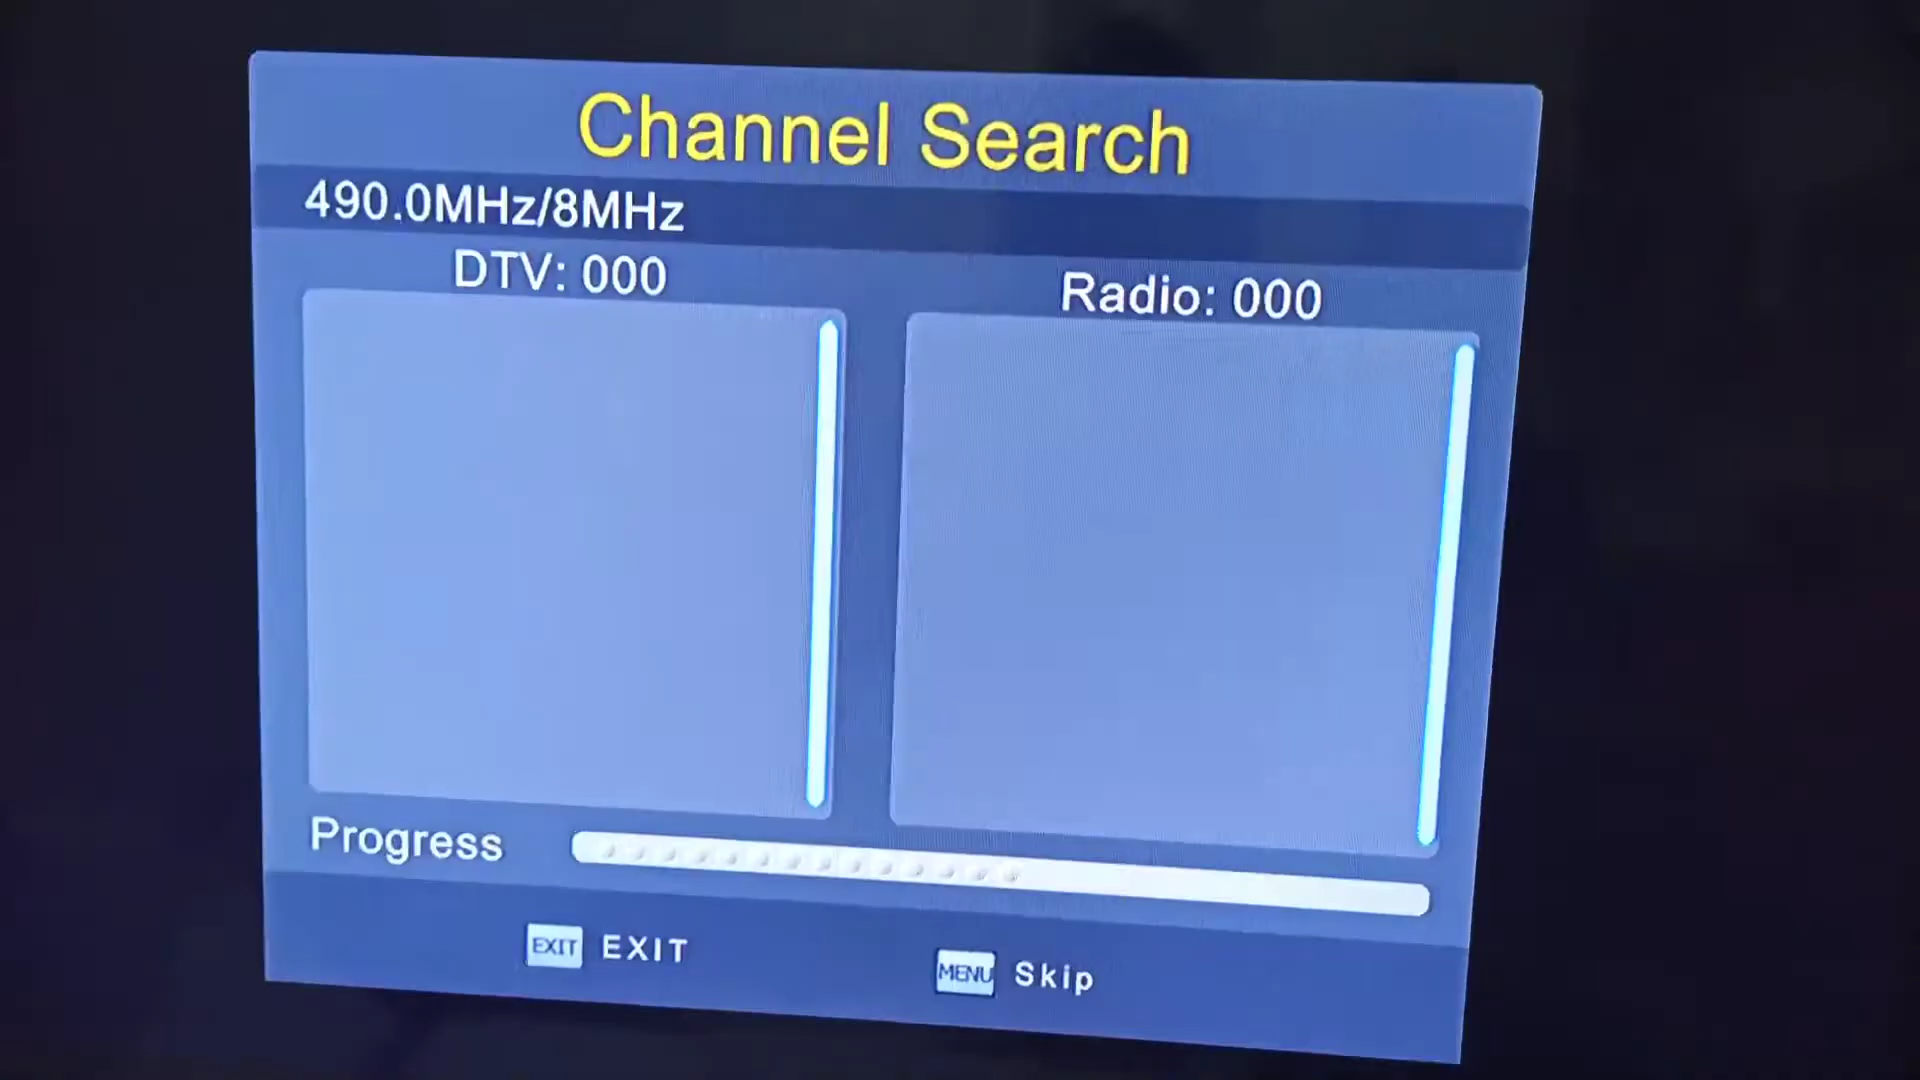 Channel Search
490.0MHz/8MHz
DTV: 000
Radio: 000
Progress
EXIT EXIT
MENU Skip